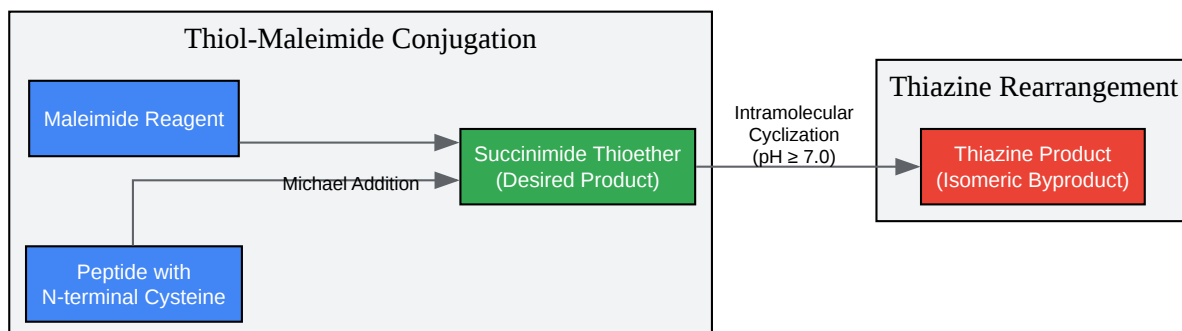 Thiol-Maleimide Conjugation
Maleimide Reagent
Michael Addition
Peptide with
N-terminal Cysteine
Succinimide Thioether
(Desired Product)
Intramolecular
Cyclization
(pH ≥ 7.0)
Thiazine Rearrangement
Thiazine Product
(Isomeric Byproduct)